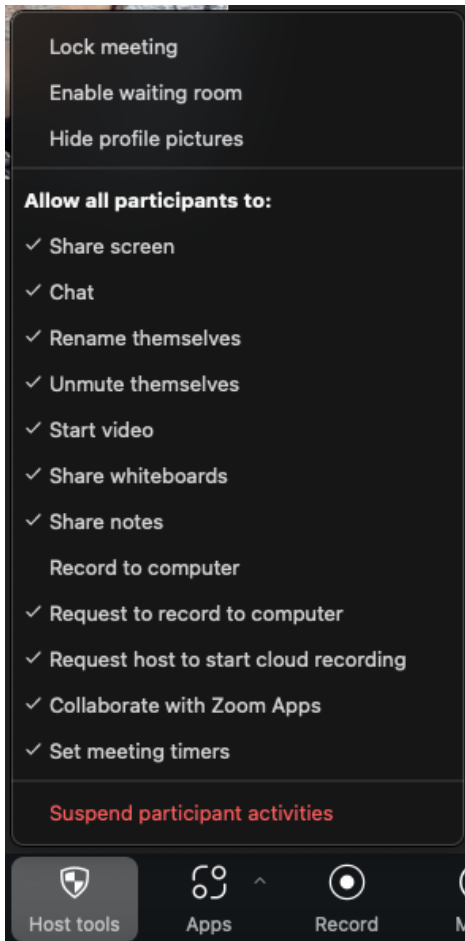 Lock meeting
Enable waiting room
Hide profile pictures
Allow all participants to:
✓ Share screen
✓ Chat
✓ Rename themselves
✓ Unmute themselves
✓ Start video
✓ Share whiteboards
✓ Share notes
Record to computer
✓ Request to record to computer
✓ Request host to start cloud recording
✓ Collaborate with Zoom Apps
✓ Set meeting timers
Suspend participant activities
Host tools Apps Record